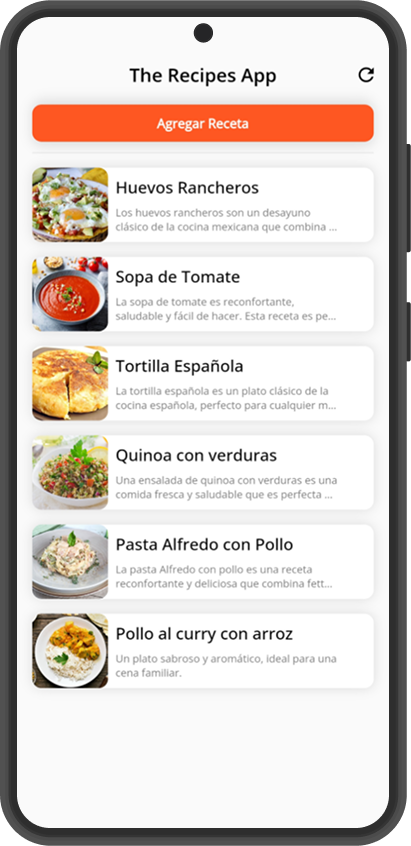 The Recipes App
Agregar Receta
Huevos Rancheros
Los huevos rancheros son un desayuno
clásico de la cocina mexicana que combina ...
Sopa de Tomate
La sopa de tomate es reconfortante,
saludable y fácil de hacer. Esta receta es pe...
Tortilla Española
La tortilla española es un plato clásico de la
cocina española, perfecto para cualquier m...
Quinoa con verduras
Una ensalada de quinoa con verduras es una
comida fresca y saludable que es perfecta ...
Pasta Alfredo con Pollo
La pasta Alfredo con pollo es una receta
reconfortante y deliciosa que combina fett...
Pollo al curry con arroz
Un plato sabroso y aromático, ideal para una
cena familiar.